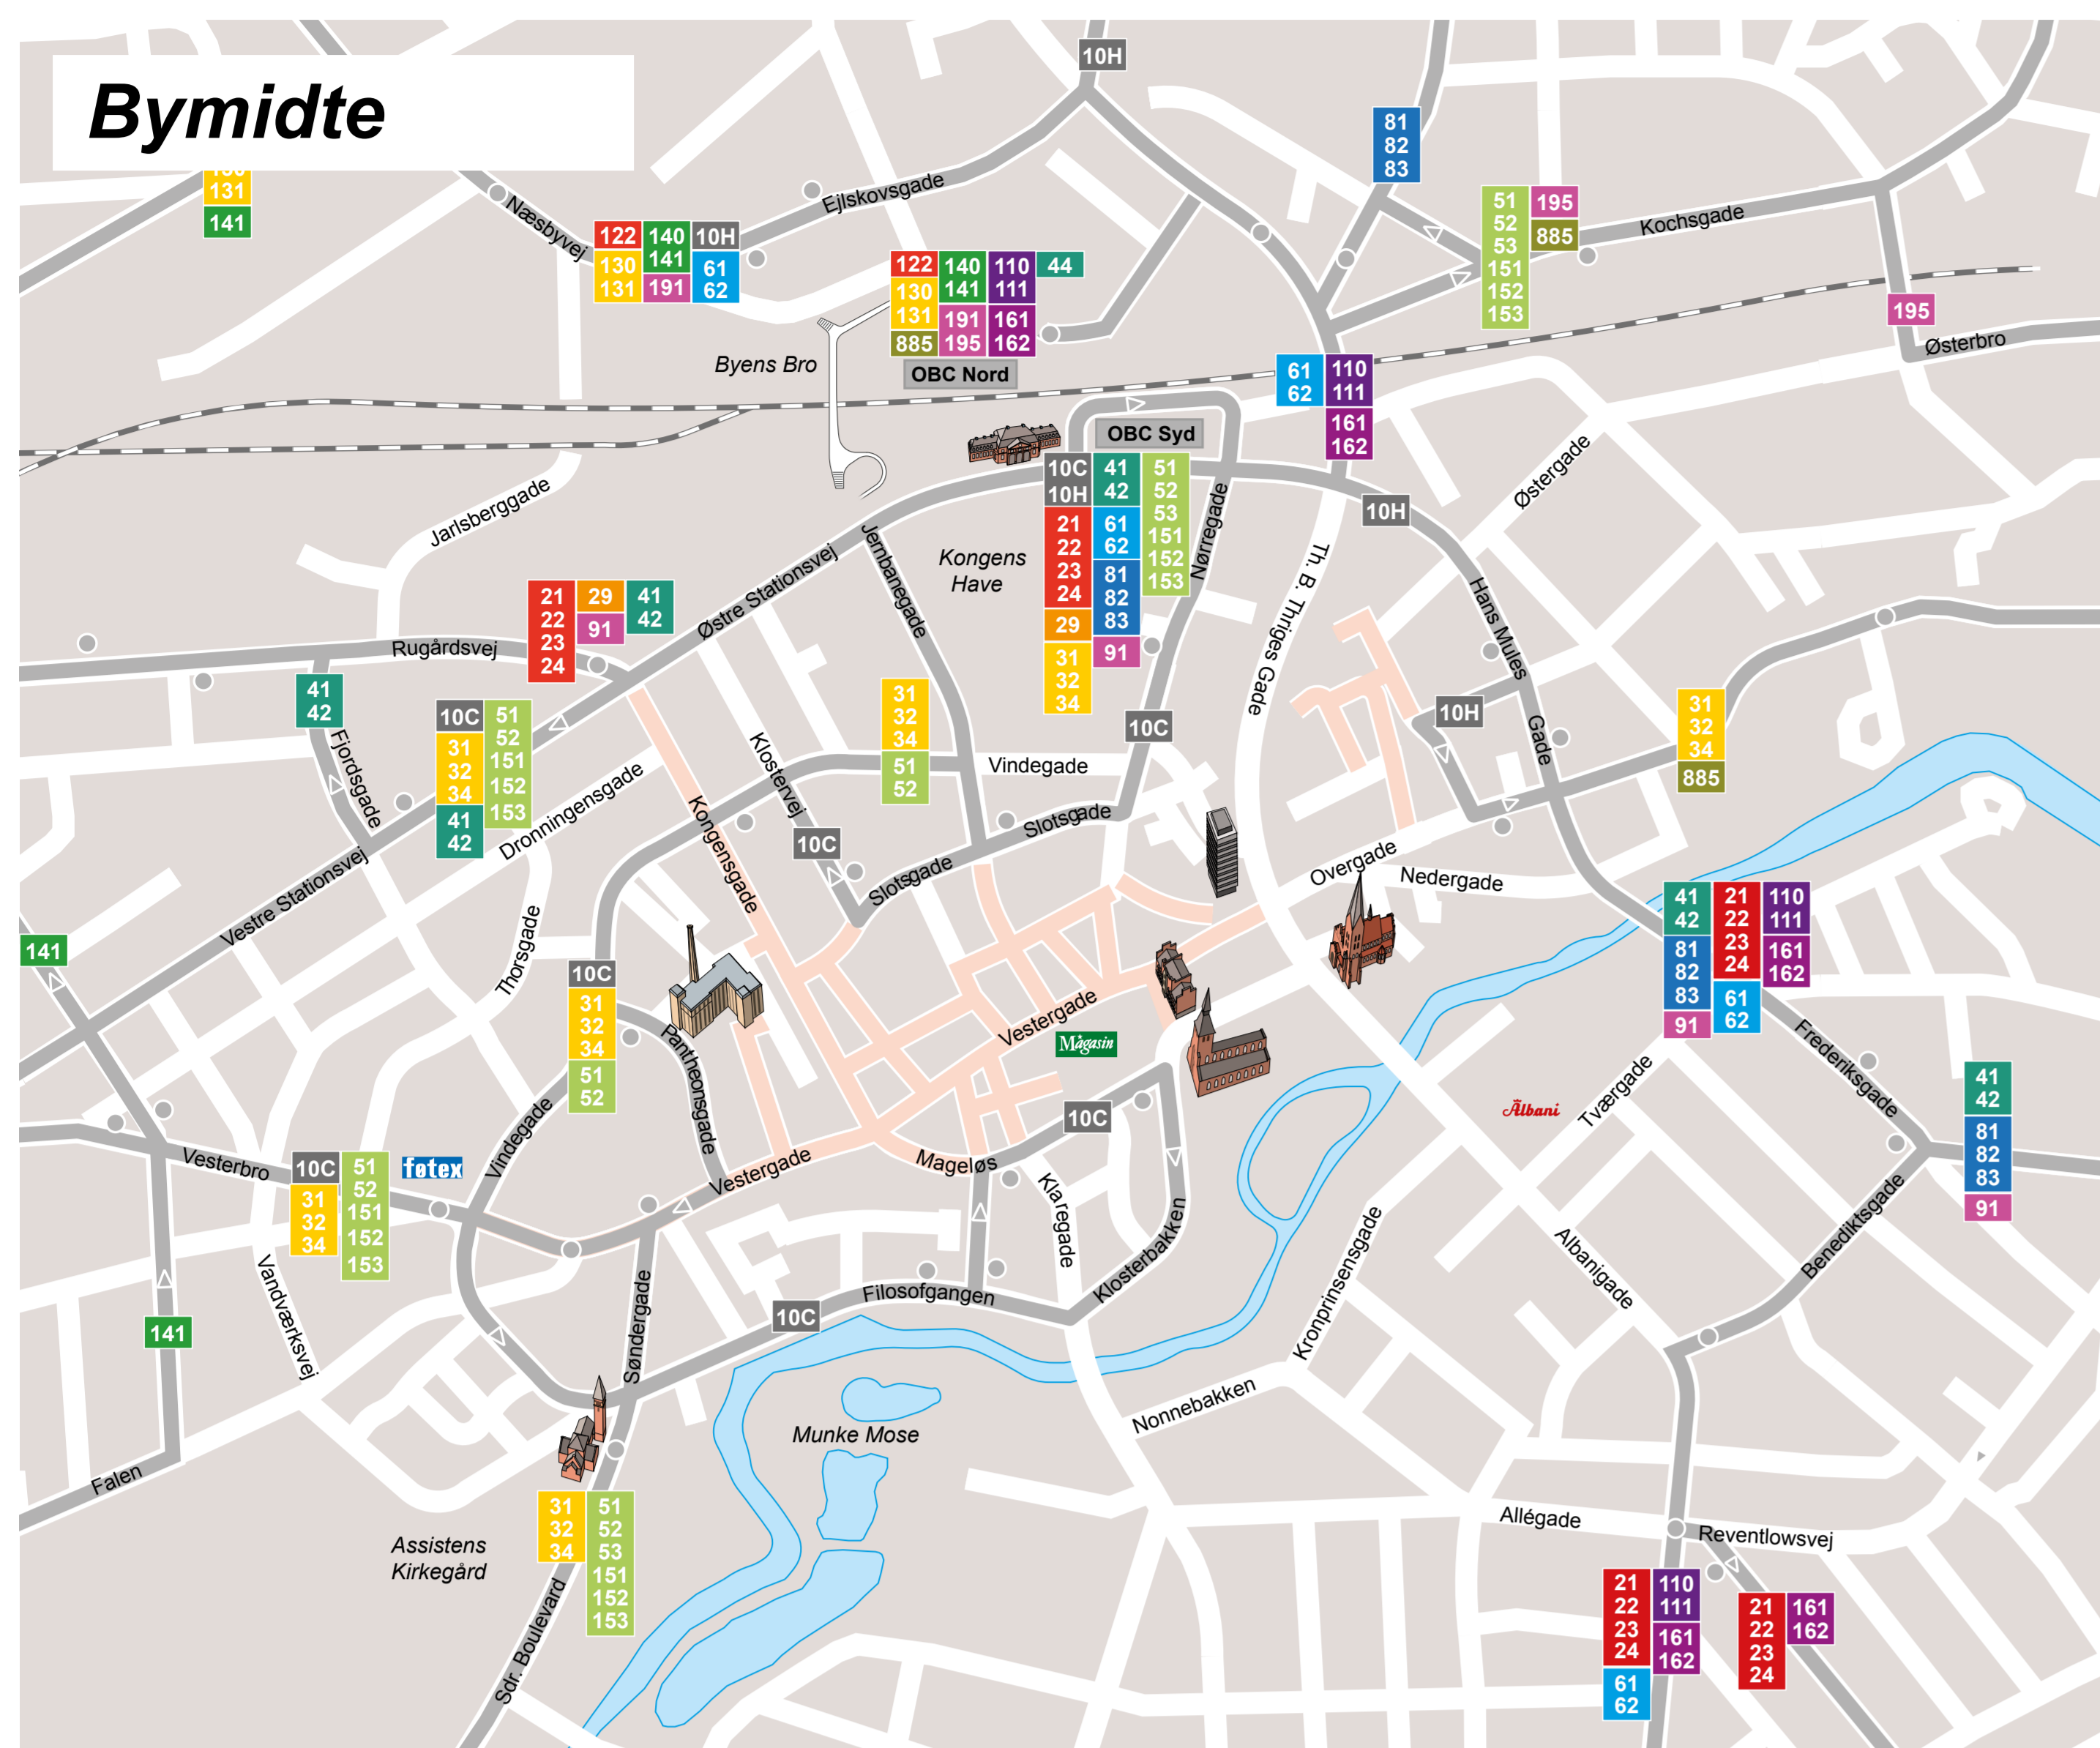 Bymidte
10H
81
82
83
130
131
141
Næsbyvej
Ejlskovsgade
122
130
131
140
141
191
10H
61
62
51
52
53
151
152
153
195
885
Kochsgade
122
130
131
885
140
141
191
195
110
111
161
162
44
OBC Nord
Byens Bro
195
Østerbro
61
62
110
111
161
162
OBC Syd
10C
10H
21
22
23
24
29
31
32
34
41
42
61
62
81
82
83
91
51
52
53
151
152
153
10H
Østergade
Jarlsberggade
Jernbanegade
Kongens
Have
Nørregade
Th. B. Thriges Gade
Hans Mules
Gade
Østre Stationsvej
21
22
23
24
29
91
41
42
Rugårdsvej
41
42
Fjordsgade
10C
31
32
34
41
42
51
52
151
152
153
31
32
34
51
52
10C
10H
31
32
34
885
Klostervej
Vindegade
Dronningensgade
Kongensgade
10C
Slotsgade
Slotsgade
Overgade
Nedergade
Vestre Stationsvej
Thorsgade
141
10C
31
32
34
51
52
Pantheonsgade
Vestergade
Magasin
41
42
81
82
83
91
21
22
23
24
61
62
110
111
161
162
Frederiksgade
Tværgade
Albani
41
42
81
82
83
91
10C
Vindegade
Vesterbro
10C
31
32
34
51
52
151
152
153
føtex
Vestergade
Mageløs
Klaregade
Klosterbakken
Kronprinsensgade
Albanigade
Benediktsgade
Vandværksvej
141
Søndergade
10C
Filosofgangen
Nonnebakken
Munke Mose
Falen
Assistens
Kirkegård
31
32
34
51
52
53
151
152
153
Sdr. Boulevard
Allégade
Reventlowsvej
21
22
23
24
61
62
110
111
161
162
21
22
23
24
161
162